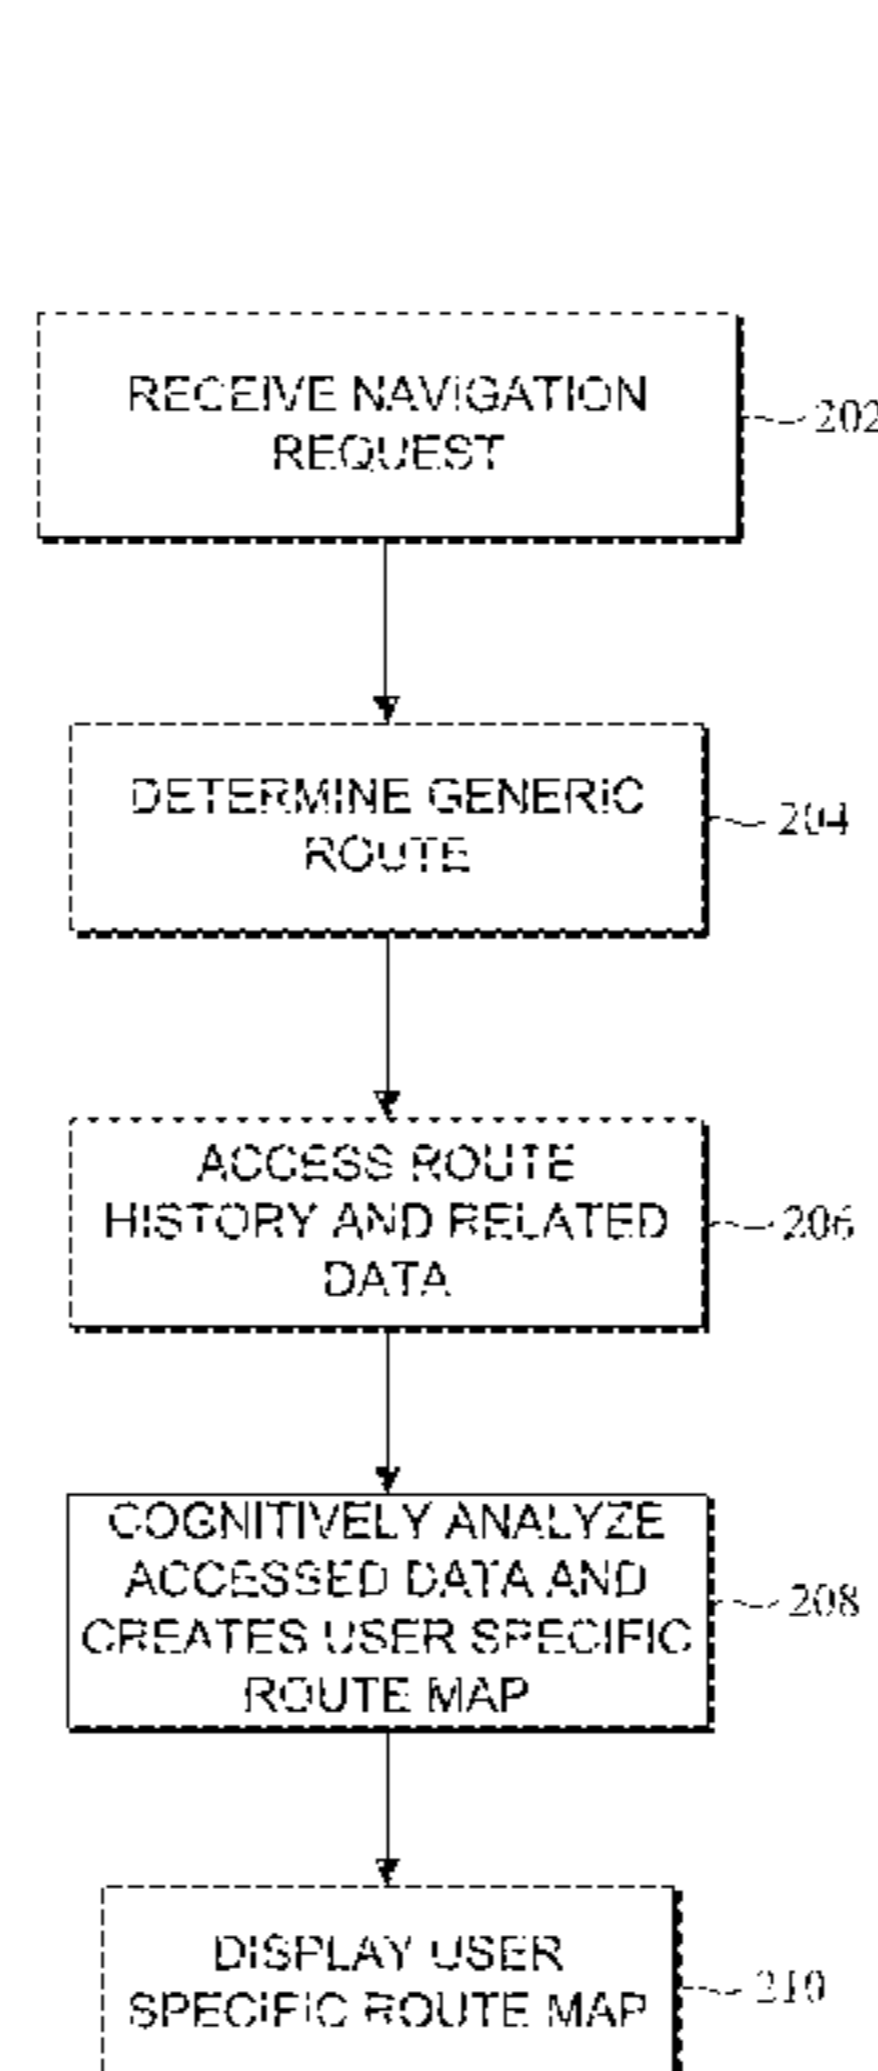 RECEIVE NAVIGATION
REQUEST
202
DETERMINE GENERIC
ROUTE
204
ACCESS ROUTE
HISTORY AND RELATED
DATA
206
COGNITIVELY ANALYZE
ACCESSED DATA AND
CREATES USER SPECIFIC
ROUTE MAP
208
DISPLAY USER
SPECIFIC ROUTE MAP
210